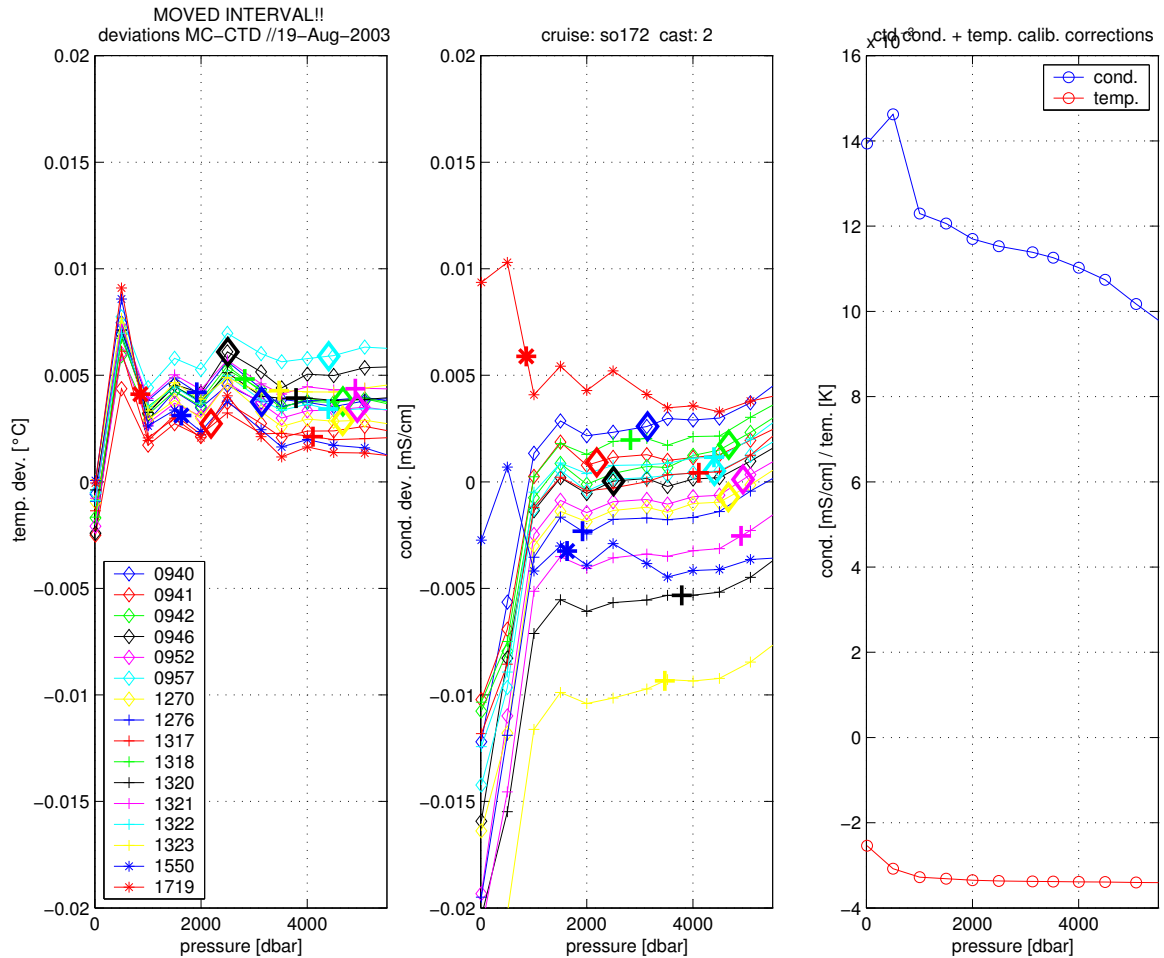 MOVED INTERVAL!!
deviations MC-CTD //19-Aug-2003
cruise: so172 cast: 2
ctd cond. + temp. calib. corrections
0.02
0.015
0.01
0.005
0
−0.005
−0.01
−0.015
−0.02
temp. dev. [°C]
0 2000 4000
pressure [dbar]
0940
0941
0942
0946
0952
0957
1270
1276
1317
1318
1320
1321
1322
1323
1550
1719
0.02
0.015
0.01
0.005
0
−0.005
−0.01
−0.015
−0.02
cond. dev. [mS/cm]
0 2000 4000
pressure [dbar]
x 10⁻³
16
14
12
10
8
6
4
2
0
−2
−4
cond. [mS/cm] / tem. [K]
cond.
temp.
0 2000 4000
pressure [dbar]